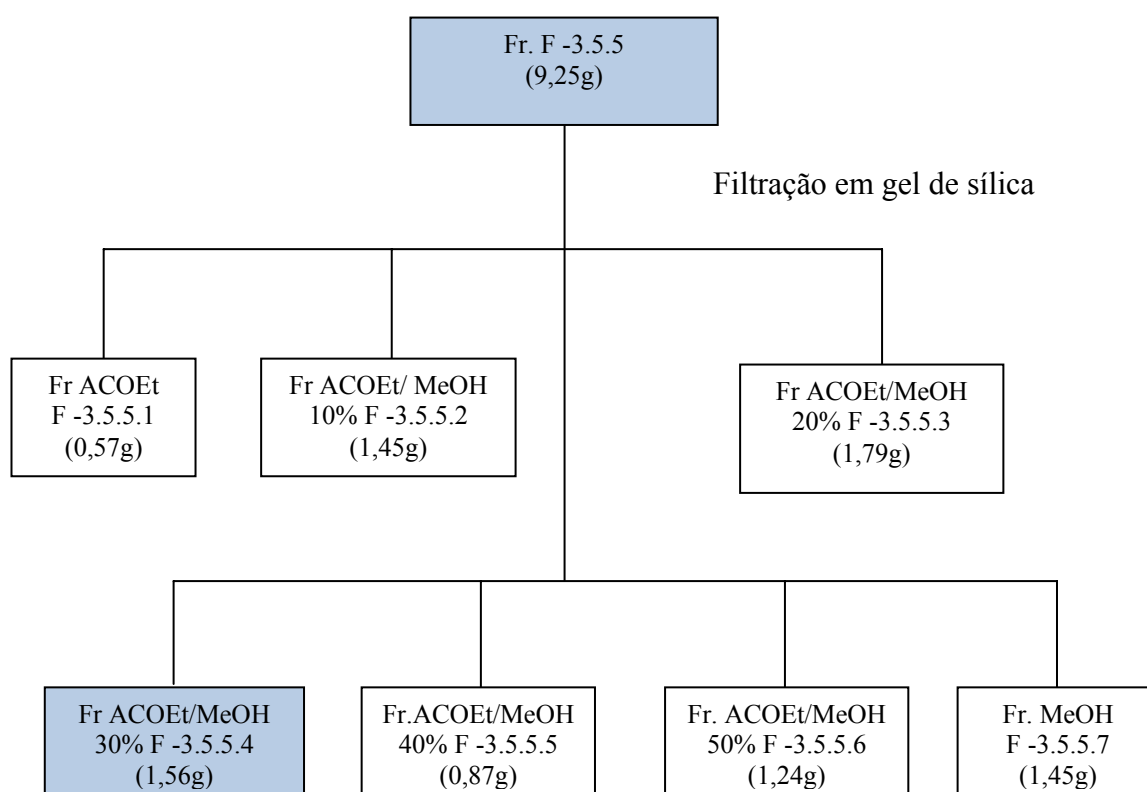 Fr. F -3.5.5
(9,25g)
Filtração em gel de sílica
Fr ACOEt
F -3.5.5.1
(0,57g)
Fr ACOEt/ MeOH
10% F -3.5.5.2
(1,45g)
Fr ACOEt/MeOH
20% F -3.5.5.3
(1,79g)
Fr ACOEt/MeOH
30% F -3.5.5.4
(1,56g)
Fr.ACOEt/MeOH
40% F -3.5.5.5
(0,87g)
Fr. ACOEt/MeOH
50% F -3.5.5.6
(1,24g)
Fr. MeOH
F -3.5.5.7
(1,45g)